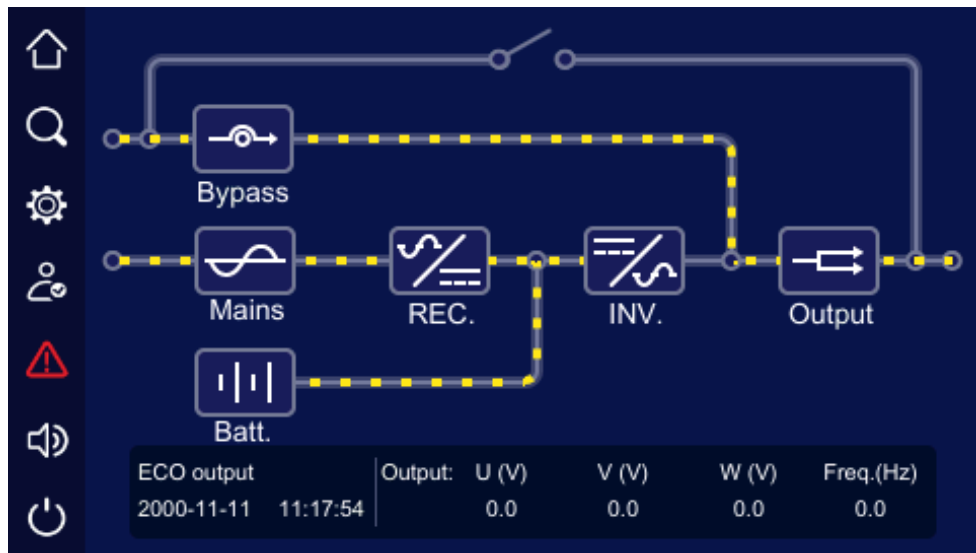 Bypass
Mains
REC.
INV.
Output
Batt.
ECO output
2000-11-11 11:17:54
Output: U (V) V (V) W (V) Freq.(Hz)
0.0 0.0 0.0 0.0